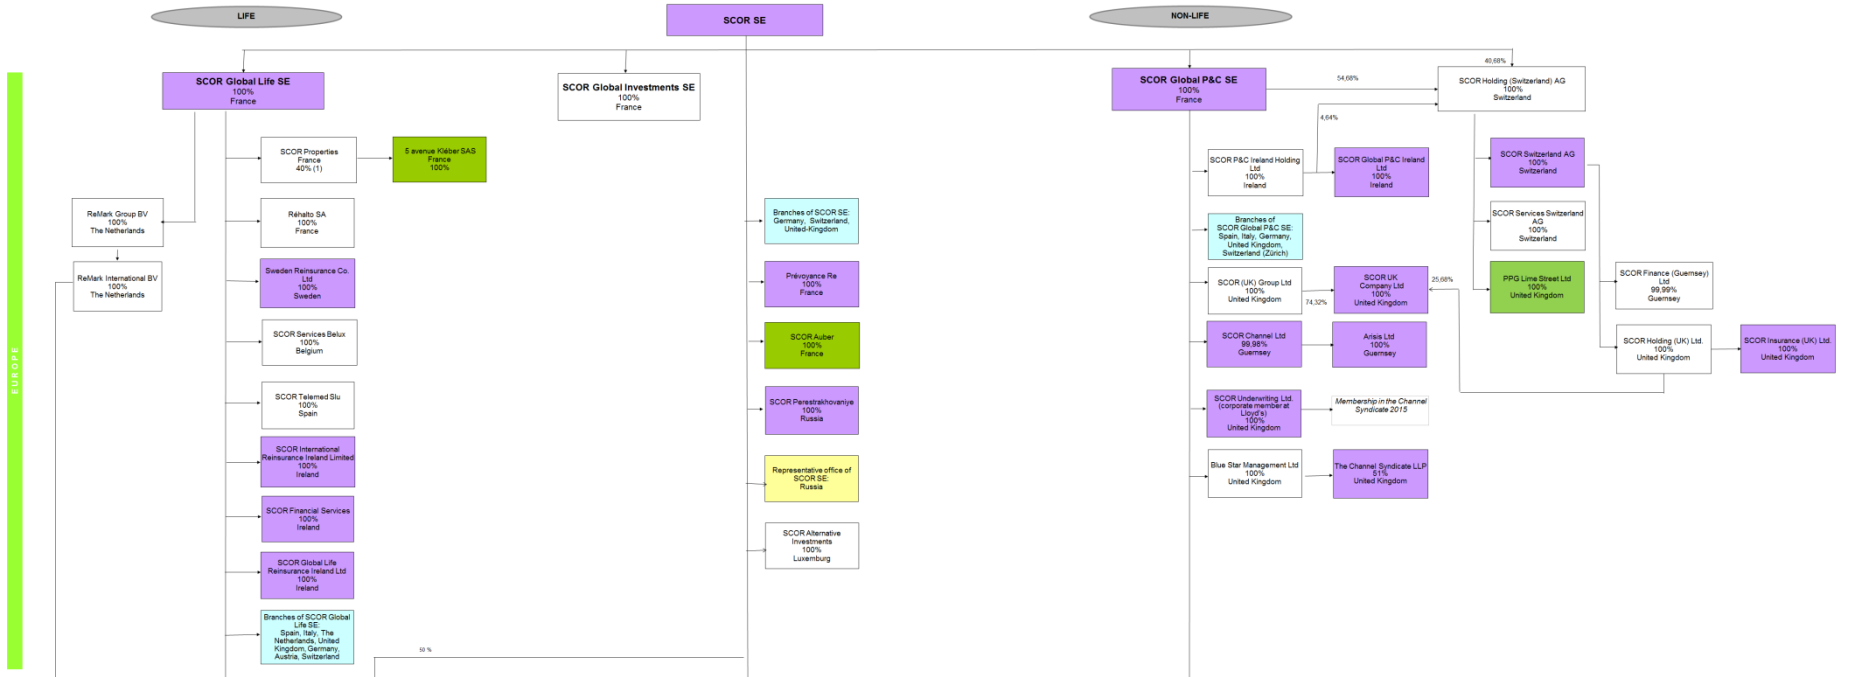 LIFE
SCOR SE
NON-LIFE
EUROPE
SCOR Global Life SE
100%
France
SCOR Global Investments SE
100%
France
SCOR Global P&C SE
100%
France
54,68%
40,68%
SCOR Holding (Switzerland) AG
100%
Switzerland
4,64%
SCOR Properties
France
40% (1)
5 avenue Kléber SAS
France
100%
ReMark Group BV
100%
The Netherlands
ReMark International BV
100%
The Netherlands
Réhalto SA
100%
France
Sweden Reinsurance Co.
Ltd
100%
Sweden
SCOR Services Belux
100%
Belgium
SCOR Telemed Slu
100%
Spain
SCOR International
Reinsurance Ireland Limited
100%
Ireland
SCOR Financial Services
100%
Ireland
SCOR Global Life
Reinsurance Ireland Ltd
100%
Ireland
Branches of SCOR Global
Life SE:
Spain, Italy, The
Netherlands, United
Kingdom, Germany,
Austria, Switzerland
50 %
Branches of SCOR SE:
Germany, Switzerland,
United-Kingdom
Prévoyance Re
100%
France
SCOR Auber
100%
France
SCOR Perestrakhovaniye
100%
Russia
Representative office of
SCOR SE:
Russia
SCOR Alternative
Investments
100%
Luxemburg
SCOR P&C Ireland Holding
Ltd
100%
Ireland
SCOR Global P&C Ireland
Ltd
100%
Ireland
Branches of
SCOR Global P&C SE:
Spain, Italy, Germany,
United Kingdom,
Switzerland (Zürich)
SCOR (UK) Group Ltd
100%
United Kingdom
74,32%
SCOR UK
Company Ltd
100%
United Kingdom
25,68%
SCOR Channel Ltd
99,98%
Guernsey
Arisis Ltd
100%
Guernsey
SCOR Underwriting Ltd.
(corporate member at
Lloyd's)
100%
United Kingdom
Membership in the Channel
Syndicate 2015
Blue Star Management Ltd
100%
United Kingdom
The Channel Syndicate LLP
51%
United Kingdom
SCOR Switzerland AG
100%
Switzerland
SCOR Services Switzerland
AG
100%
Switzerland
PPG Lime Street Ltd
100%
United Kingdom
SCOR Finance (Guernsey)
Ltd
99,99%
Guernsey
SCOR Holding (UK) Ltd.
100%
United Kingdom
SCOR Insurance (UK) Ltd.
100%
United Kingdom